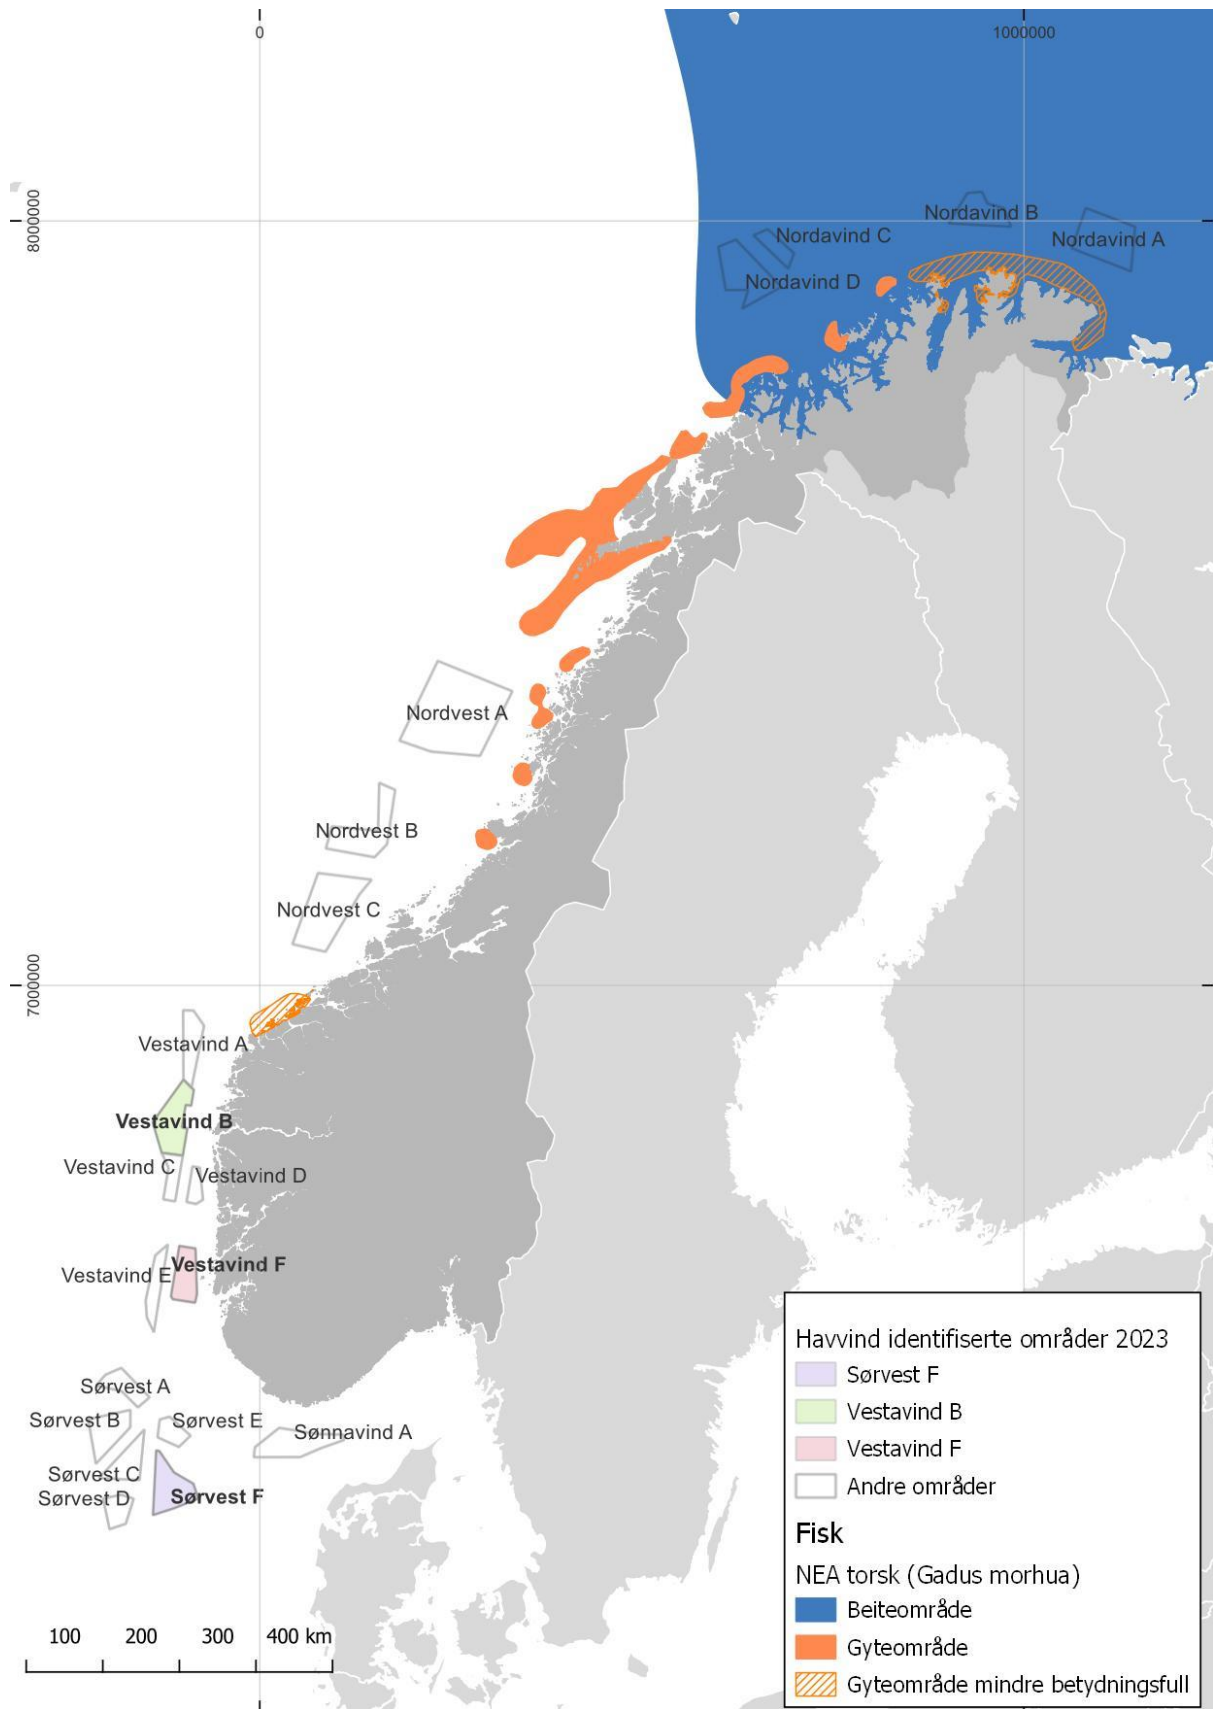 0
1000000
8000000
Nordavind B
Nordavind C
Nordavind A
Nordavind D
Nordvest A
Nordvest B
Nordvest C
7000000
Vestavind A
Vestavind B
Vestavind C
Vestavind D
Vestavind F
Vestavind E
Sørvest A
Sørvest B
Sørvest E
Sønnavind A
Sørvest C
Sørvest D
Sørvest F
Havvind identifiserte områder 2023
Sørvest F
Vestavind B
Vestavind F
Andre områder
Fisk
NEA torsk (Gadus morhua)
Beiteområde
Gyteområde
Gyteområde mindre betydningsfull
100 200 300 400 km